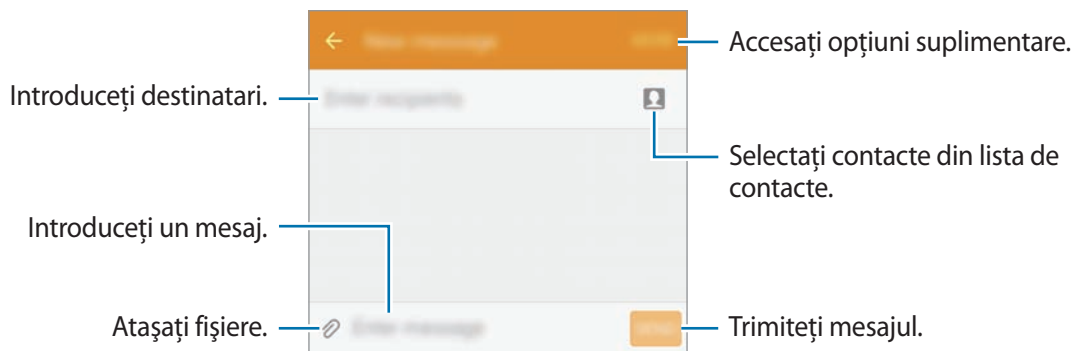 Accesați opțiuni suplimentare.
Introduceți destinatari.
Selectați contacte din lista de
contacte.
Introduceți un mesaj.
Ataşați fişiere.
Trimiteți mesajul.